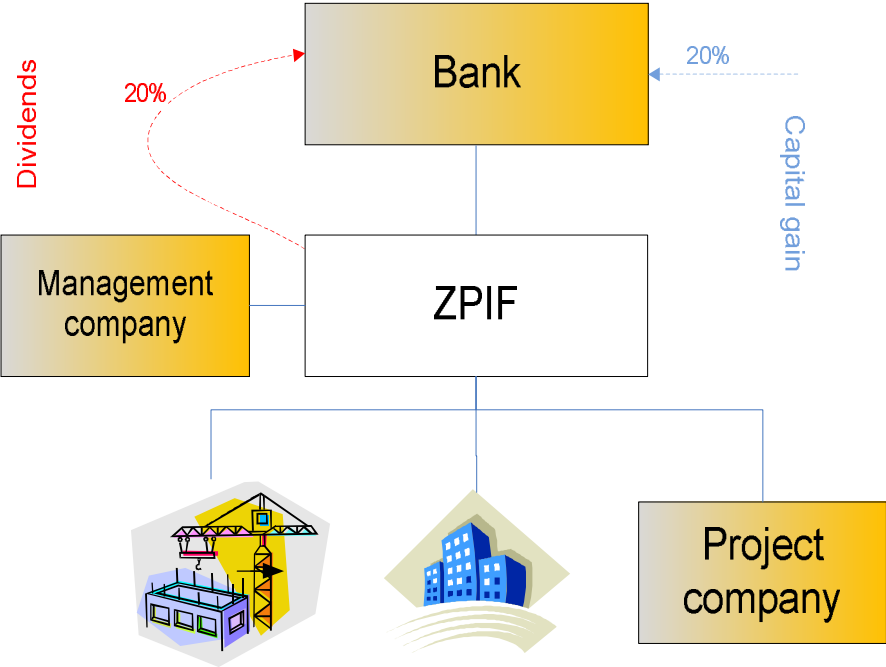 Bank
20%
20%
Dividends
Capital gain
Management
company
ZPIF
Project
company